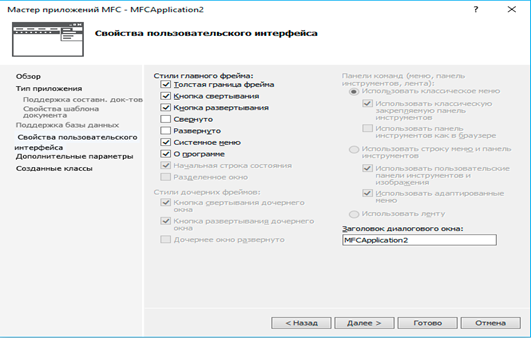 Мастер приложений MFC - MFCApplication2
?
Свойства пользовательского интерфейса
Обзор
Тип приложения
Поддержка составн. док-тов
Свойства шаблона
документа
Поддержка базы данных
Свойства пользовательского
интерфейса
Дополнительные параметры
Созданные классы
Стили главного фрейма:
Толстая граница фрейма
Кнопка свертывания
Кнопка развертывания
Свернуто
Развернуто
Системное меню
О программе
Начальная строка состояния
Разделенное окно
Стили дочерних фреймов:
Кнопка свертывания дочернего
окна
Кнопка развертывания дочернего
окна
Дочернее окно развернуто
Панели команд (меню, панель
инструментов, лента):
Использовать классическое меню
Использовать классическую
закрепляемую панель
инструментов
Использовать панель
инструментов как в браузере
Использовать строку меню и панель
инструментов
Использовать пользовательские
панели инструментов и
изображения
Использовать адаптированные
меню
Использовать ленту
Заголовок диалогового окна:
MFCApplication2
< Назад
Далее >
Готово
Отмена